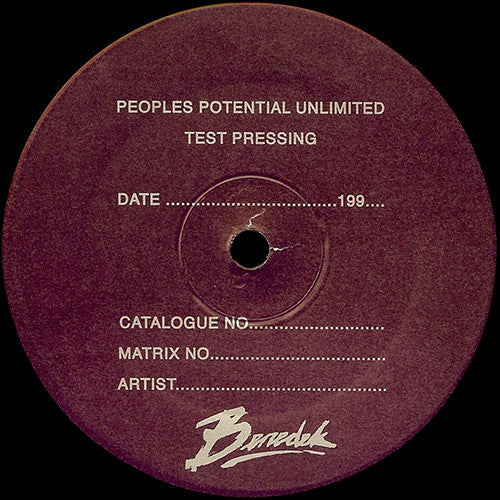 PEOPLES POTENTIAL UNLIMITED
TEST PRESSING
DATE .............................199....
CATALOGUE NO.......................
MATRIX NO..............................
ARTIST....................................
Benedek